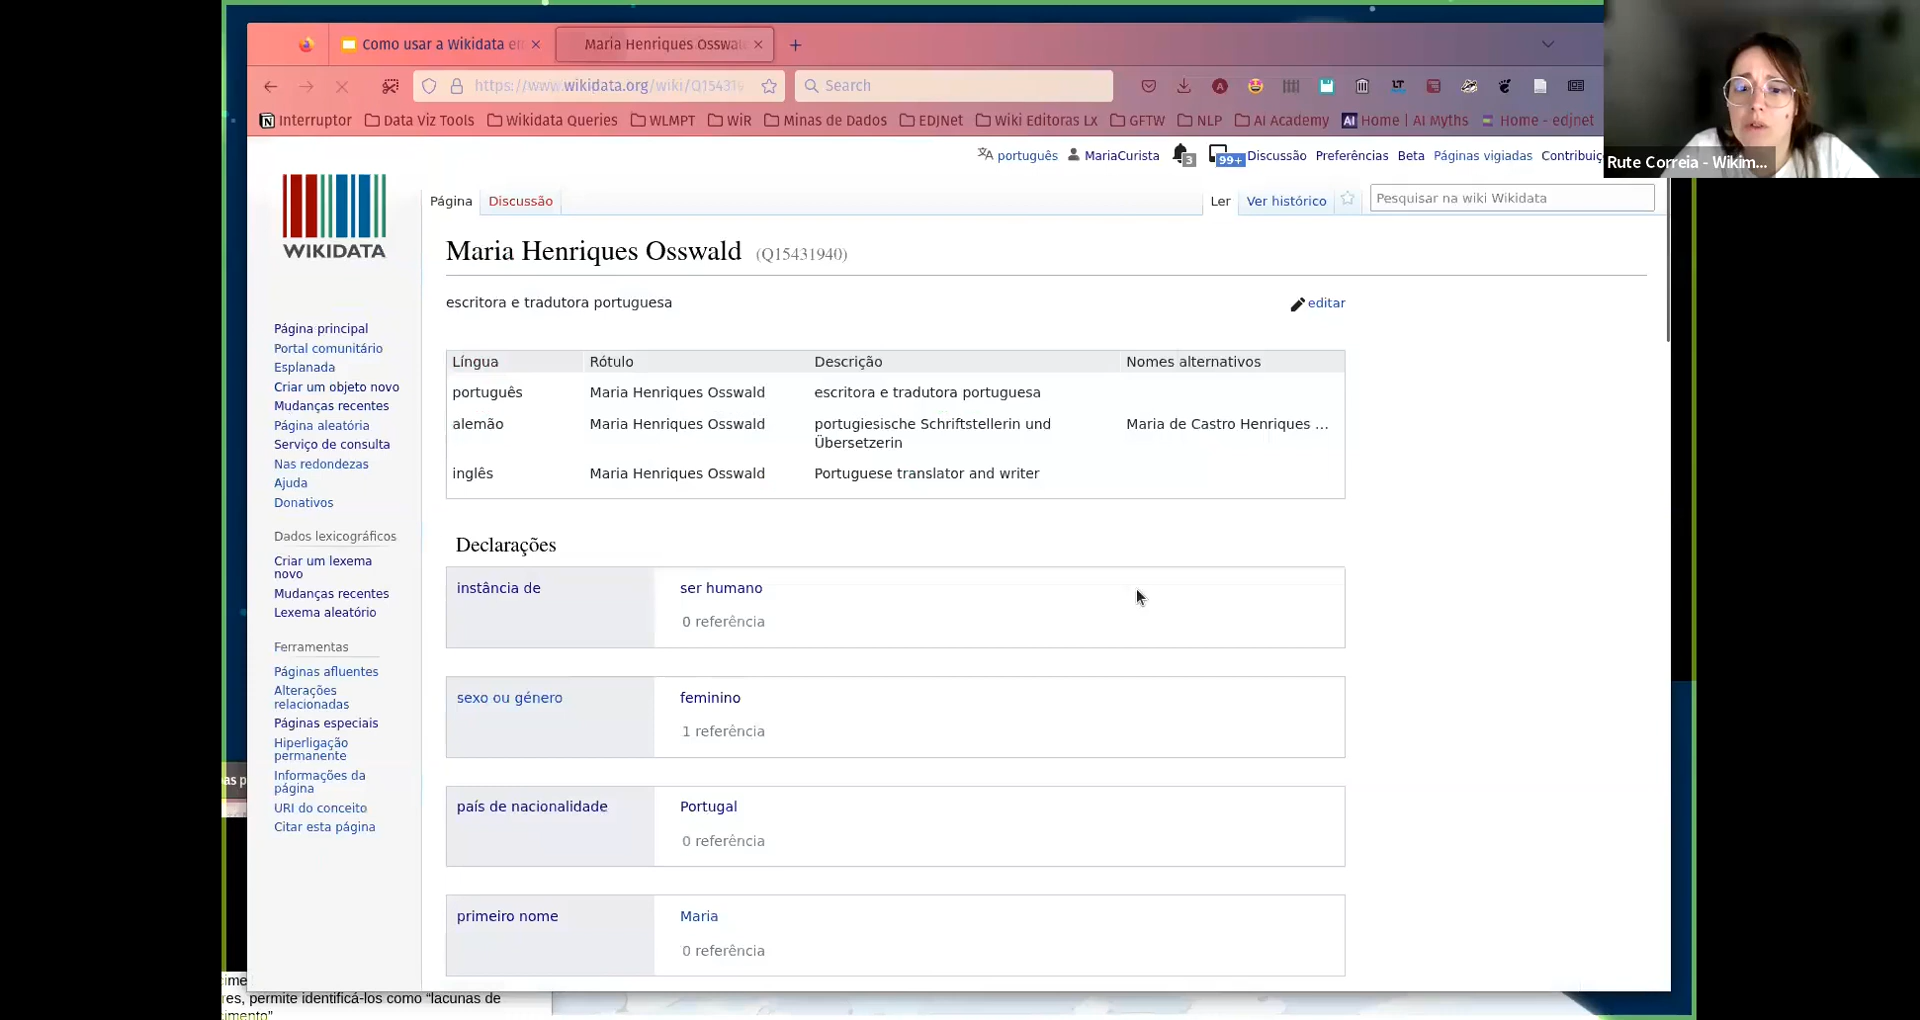 Como usar a Wikidata e
Maria Henriques Osswal
https://www.wikidata.org/wiki/Q15431
Search
Interruptor
Data Viz Tools
Wikidata Queries
WLMPT
WiR
Minas de Dados
EDJNet
Wiki Editoras Lx
GFTW
NLP
AI Academy
Home | AI Myths
Home - edjnet
Rute Correia - Wikim...
português
MariaCurista
3
99+
Discussão
Preferências
Beta
Páginas vigiadas
WIKIDATA
Página
Discussão
Ler
Ver histórico
Pesquisar na wiki Wikidata
Maria Henriques Osswald (Q15431940)
escritora e tradutora portuguesa
editar
Língua Rótulo Descrição Nomes alternativos
português Maria Henriques Osswald escritora e tradutora portuguesa
alemão Maria Henriques Osswald portugiesische Schriftstellerin und Maria de Castro Henriques ...
Übersetzerin
inglês Maria Henriques Osswald Portuguese translator and writer
Declarações
instância de ser humano
0 referência
sexo ou género feminino
1 referência
país de nacionalidade Portugal
0 referência
primeiro nome Maria
0 referência
Página principal
Portal comunitário
Esplanada
Criar um objeto novo
Mudanças recentes
Página aleatória
Serviço de consulta
Nas redondezas
Ajuda
Donativos
Dados lexicográficos
Criar um lexema
novo
Mudanças recentes
Lexema aleatório
Ferramentas
Páginas afluentes
Alterações
relacionadas
Páginas especiais
Hiperligação
permanente
Informações da
página
URI do conceito
Citar esta página
res, permite identificá-los como “lacunas de
cimento”